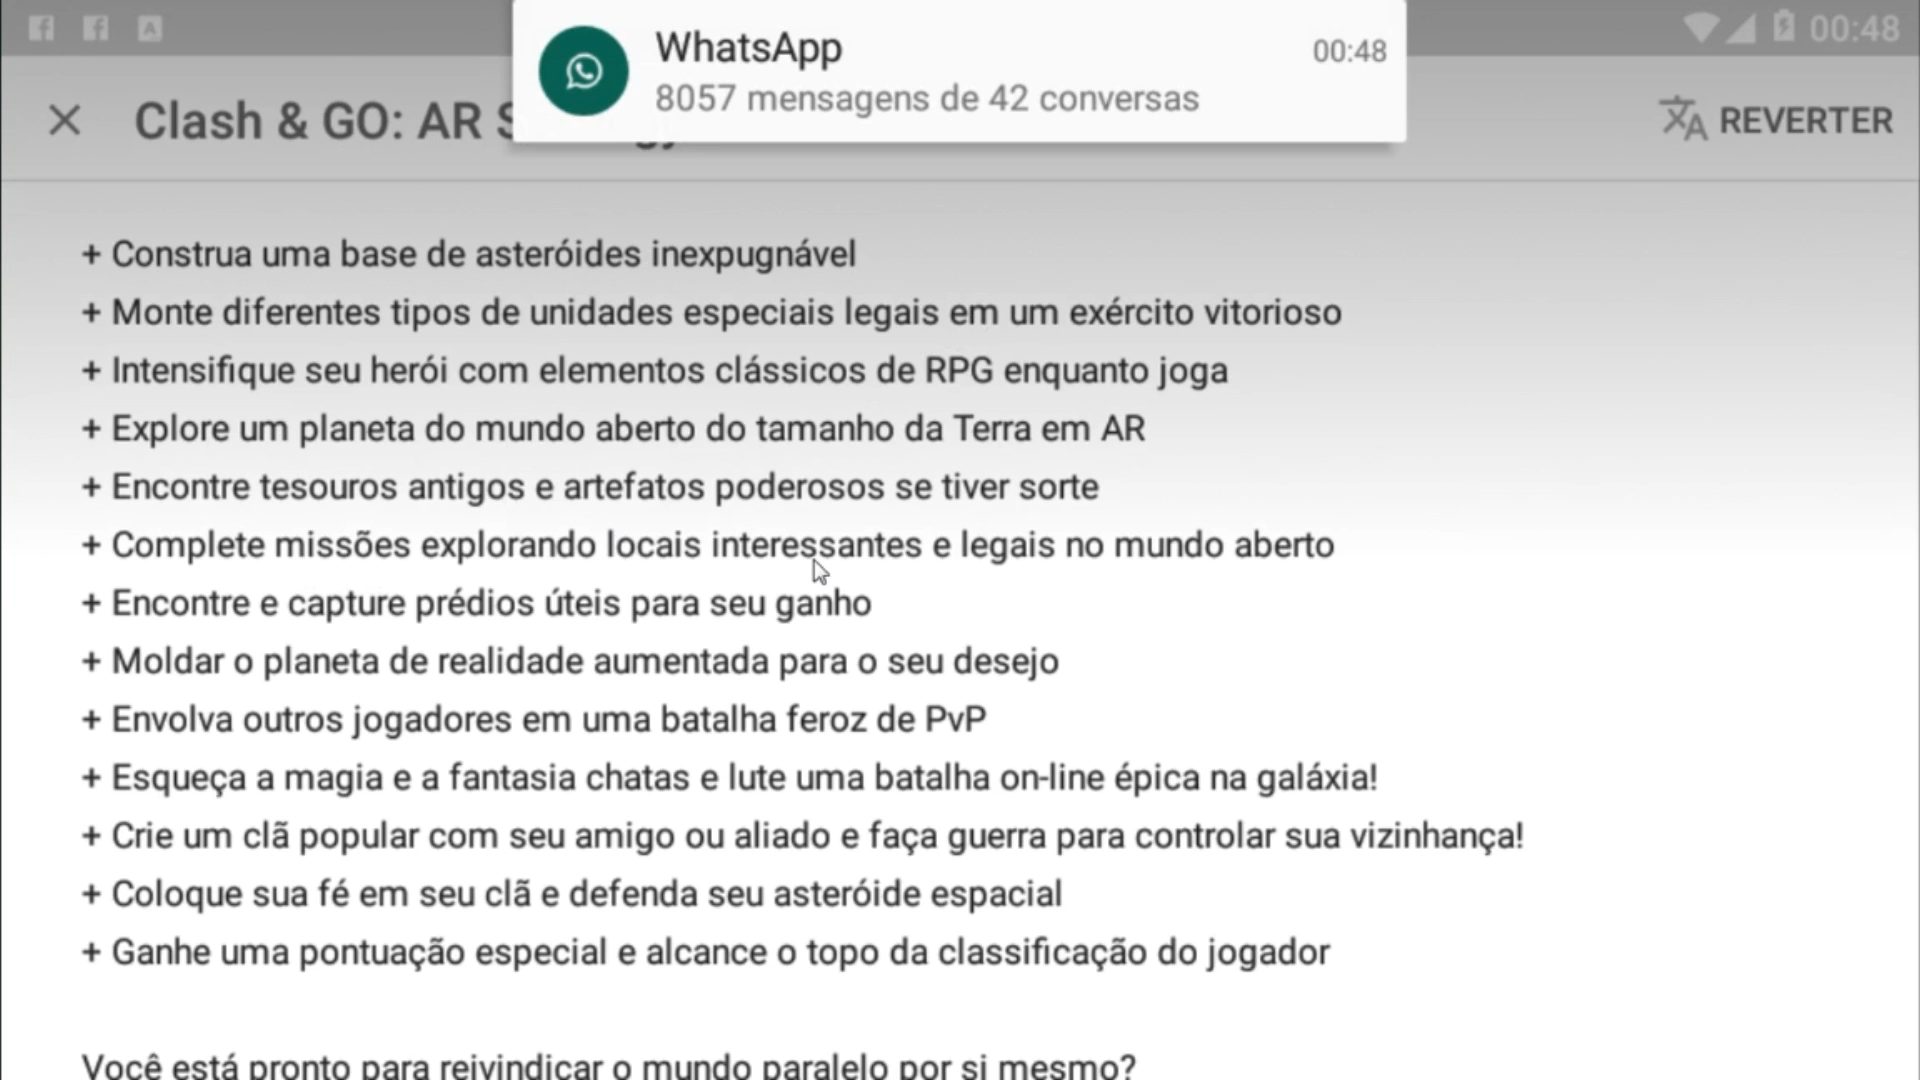 00:48
WhatsApp
00:48
8057 mensagens de 42 conversas
Clash & GO: AR
REVERTER
+ Construa uma base de asteróides inexpugnável
+ Monte diferentes tipos de unidades especiais legais em um exército vitorioso
+ Intensifique seu herói com elementos clássicos de RPG enquanto joga
+ Explore um planeta do mundo aberto do tamanho da Terra em AR
+ Encontre tesouros antigos e artefatos poderosos se tiver sorte
+ Complete missões explorando locais interessantes e legais no mundo aberto
+ Encontre e capture prédios úteis para seu ganho
+ Moldar o planeta de realidade aumentada para o seu desejo
+ Envolva outros jogadores em uma batalha feroz de PvP
+ Esqueça a magia e a fantasia chatas e lute uma batalha on-line épica na galáxia!
+ Crie um clã popular com seu amigo ou aliado e faça guerra para controlar sua vizinhança!
+ Coloque sua fé em seu clã e defenda seu asteróide espacial
+ Ganhe uma pontuação especial e alcance o topo da classificação do jogador
Você está pronto para reivindicar o mundo paralelo por si mesmo?